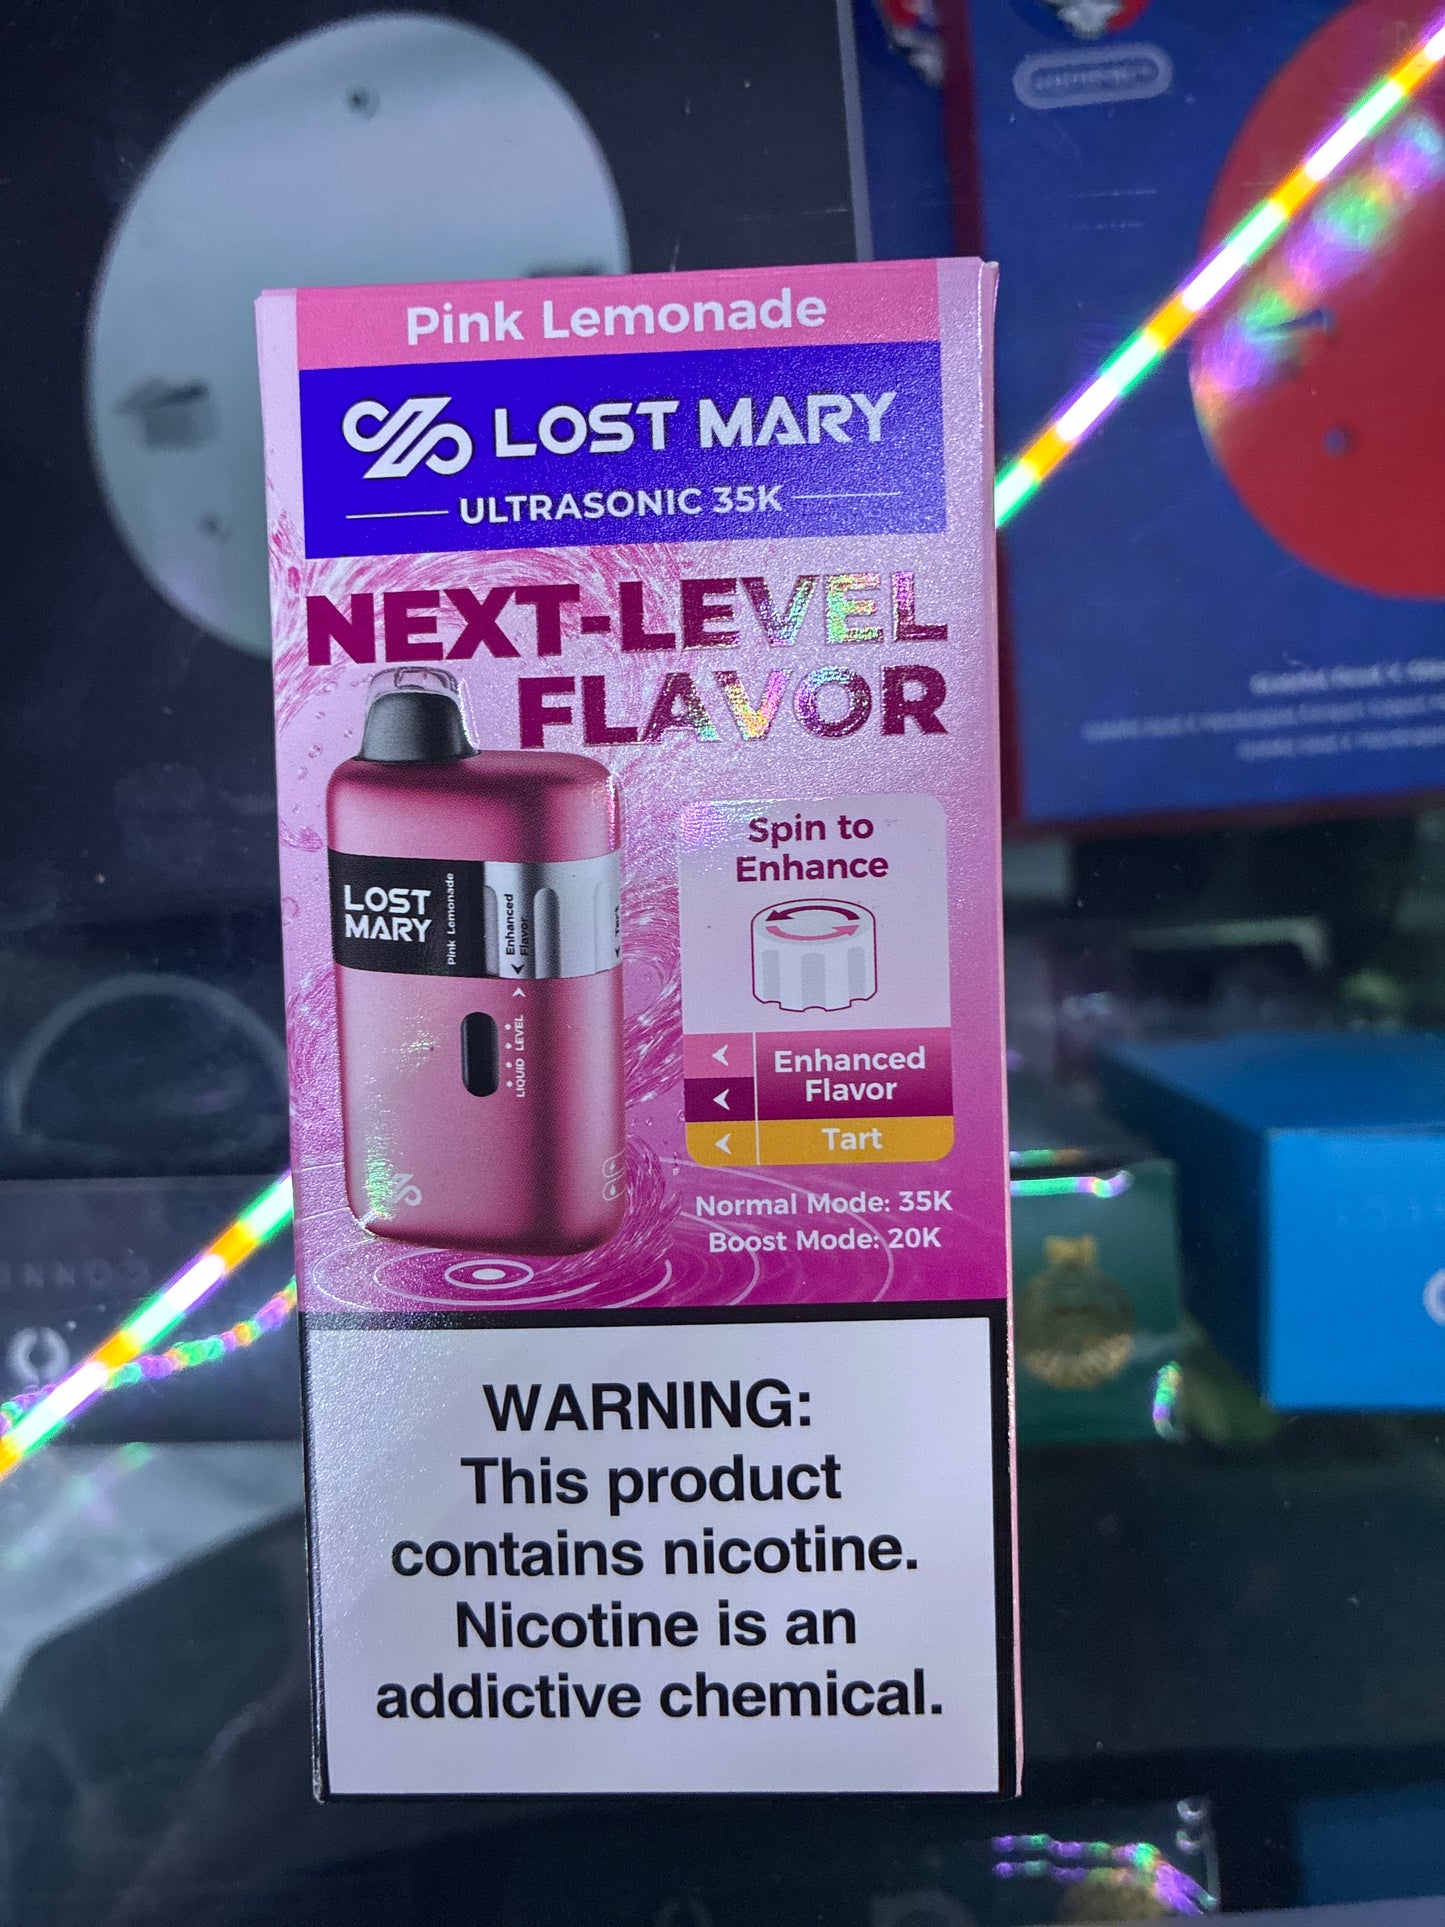 Pink Lemonade
LOST MARY
ULTRASONIC 35K
NEXT-LEVEL
FLAVOR
LOST
MARY
Pink Lemonade
Enhanced
Flavor
Tart
LIQUID LEVEL
Spin to
Enhance
Enhanced
Flavor
Tart
Normal Mode: 35K
Boost Mode: 20K
WARNING:
This product
contains nicotine.
Nicotine is an
addictive chemical.